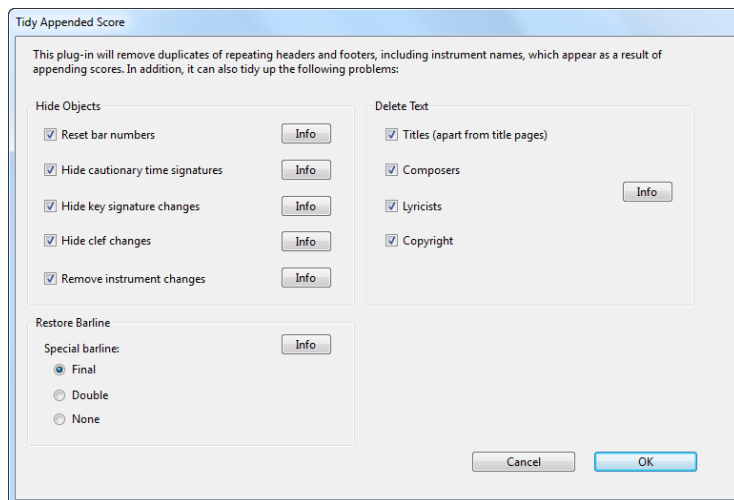 Tidy Appended Score
This plug-in will remove duplicates of repeating headers and footers, including instrument names, which appear as a result of
appending scores. In addition, it can also tidy up the following problems:
Hide Objects
Reset bar numbers
Info
Hide cautionary time signatures
Info
Hide key signature changes
Info
Hide clef changes
Info
Remove instrument changes
Info
Delete Text
Titles (apart from title pages)
Composers
Info
Lyricists
Copyright
Restore Barline
Special barline:
Info
Final
Double
None
Cancel
OK